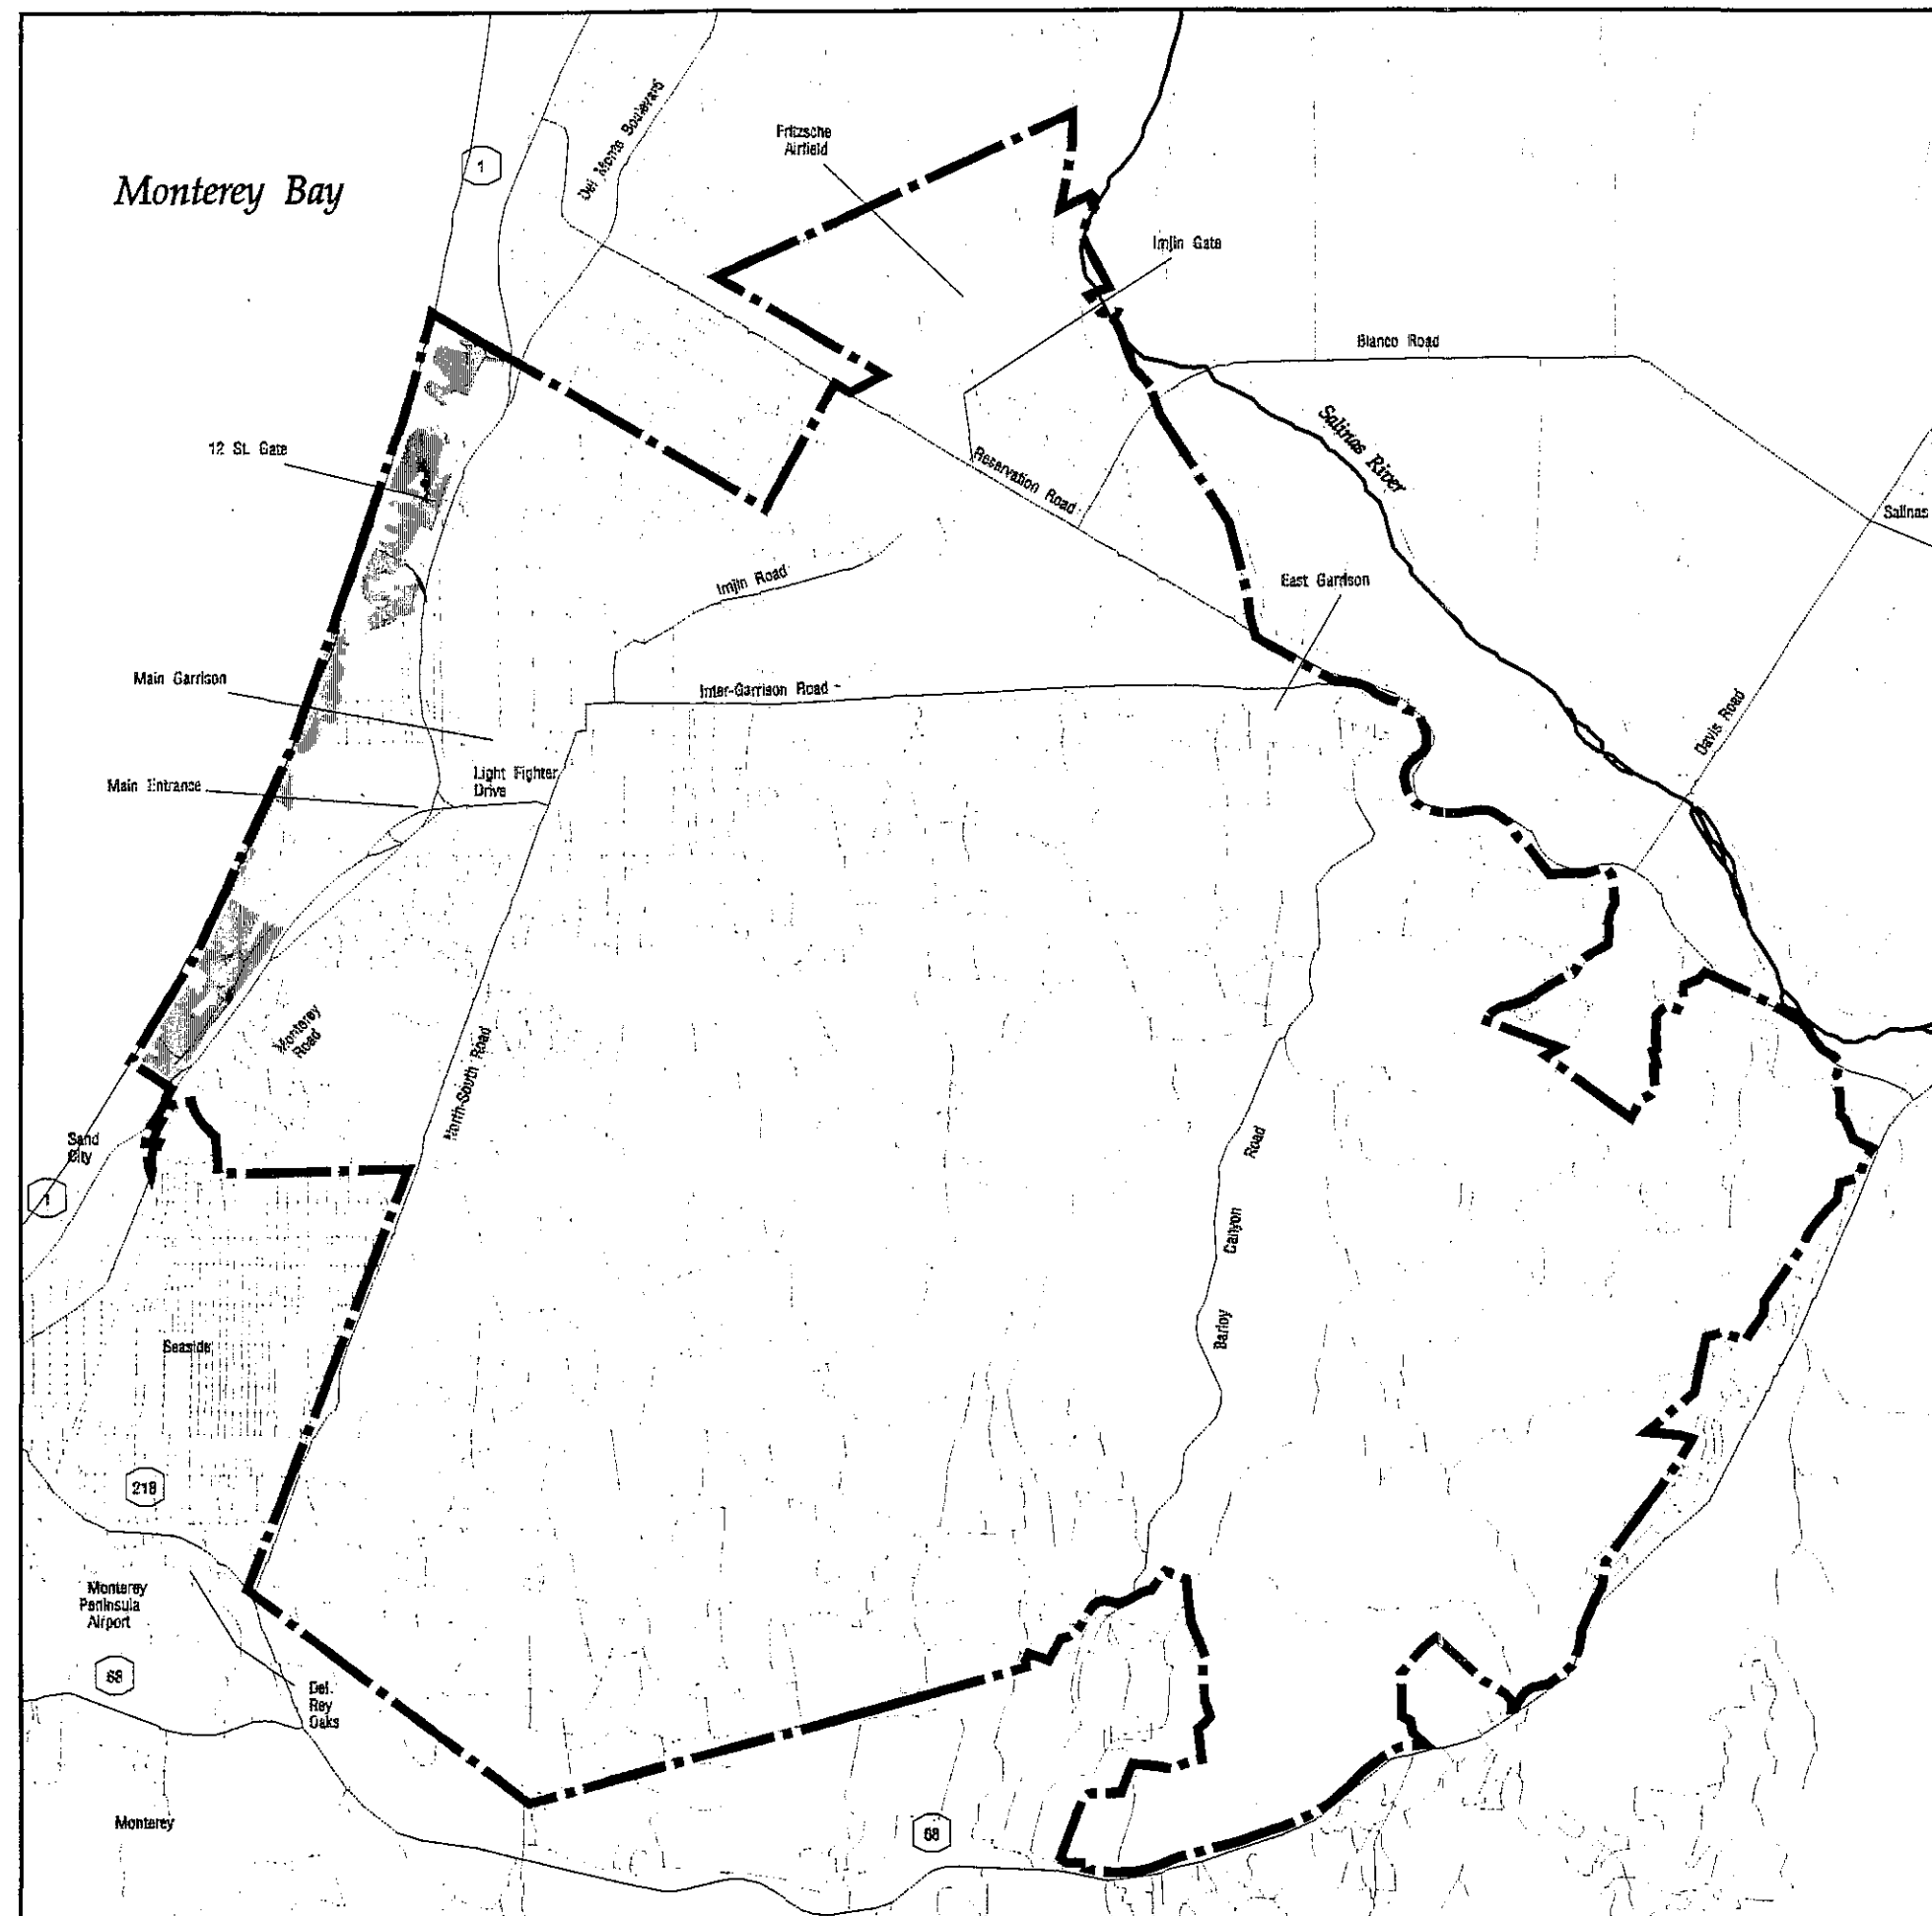 Monterey Bay
1
Del Monte Boulevard
Fritzsche
Airfield
Imjin Gate
Blanco Road
Salinas River
12 St. Gate
Reservation Road
Salinas
Imjin Road
East Garrison
Main Garrison
Inter-Garrison Road
Davis Road
Light Fighter
Drive
Main Entrance
Monterey
Road
North-South Road
Sand
City
1
Barloy Canyon Road
Seaside
218
Monterey
Peninsula
Airport
68
Del
Rey
Oaks
Monterey
68